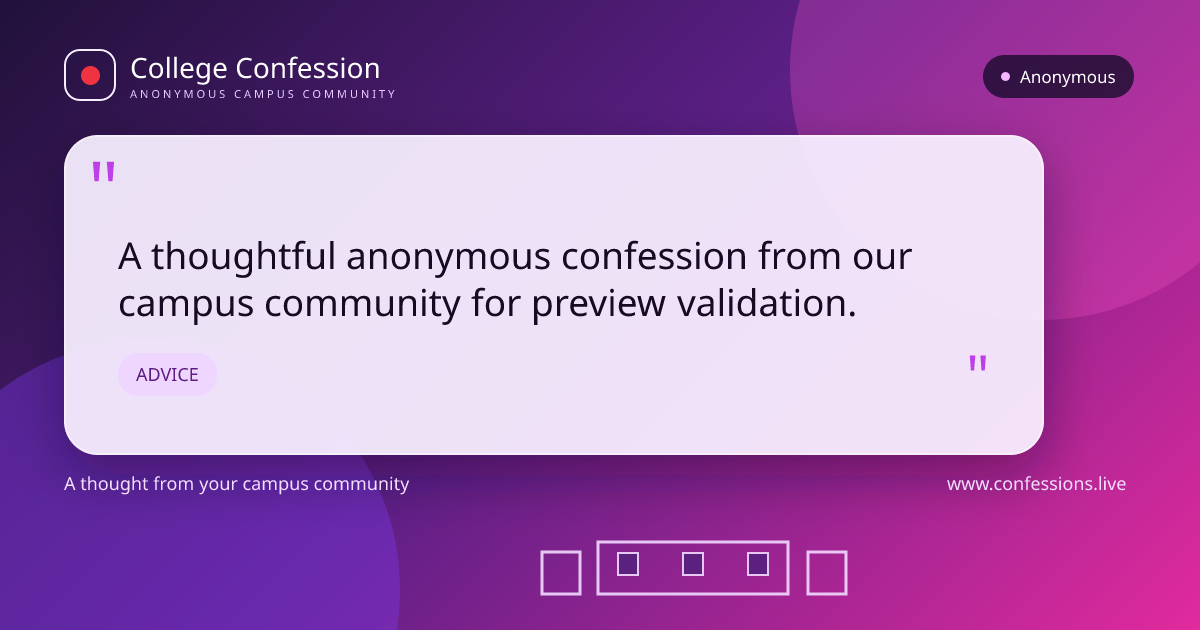 College Confession
ANONYMOUS CAMPUS COMMUNITY
Anonymous
"
A thoughtful anonymous confession from our
campus community for preview validation.
ADVICE
"
A thought from your campus community
www.confessions.live